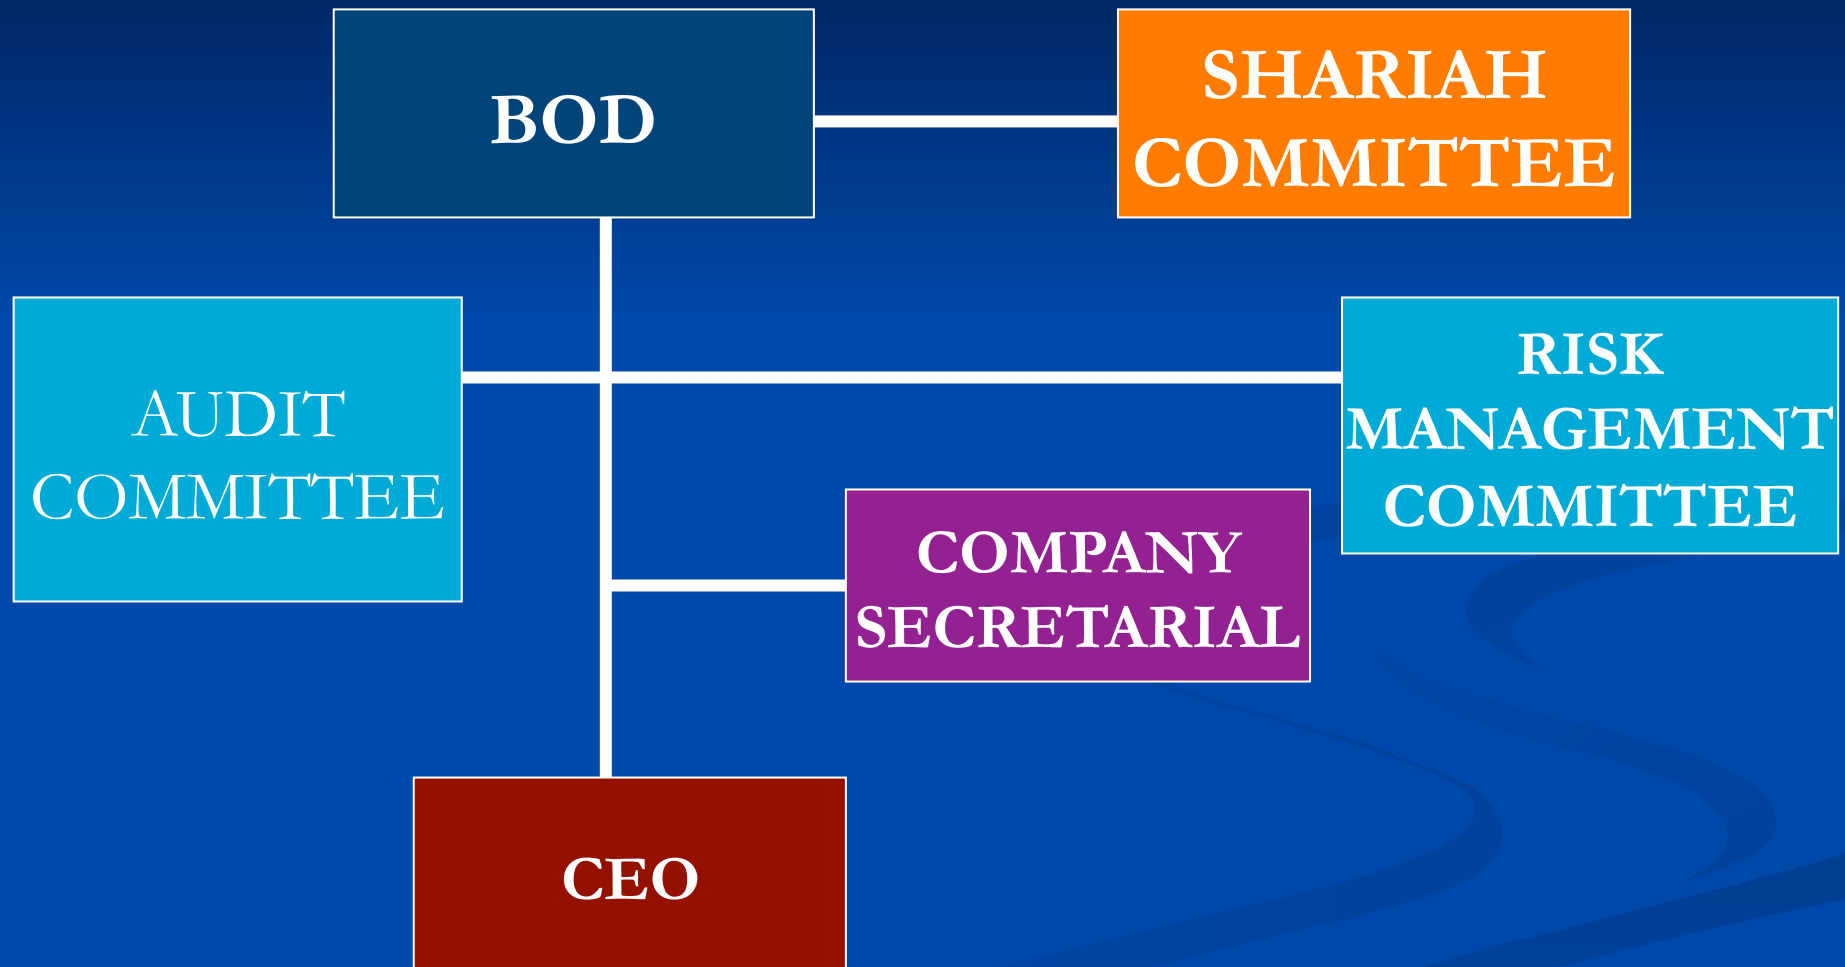 BOD
SHARIAH
COMMITTEE
AUDIT
COMMITTEE
RISK
MANAGEMENT
COMMITTEE
COMPANY
SECRETARIAL
CEO